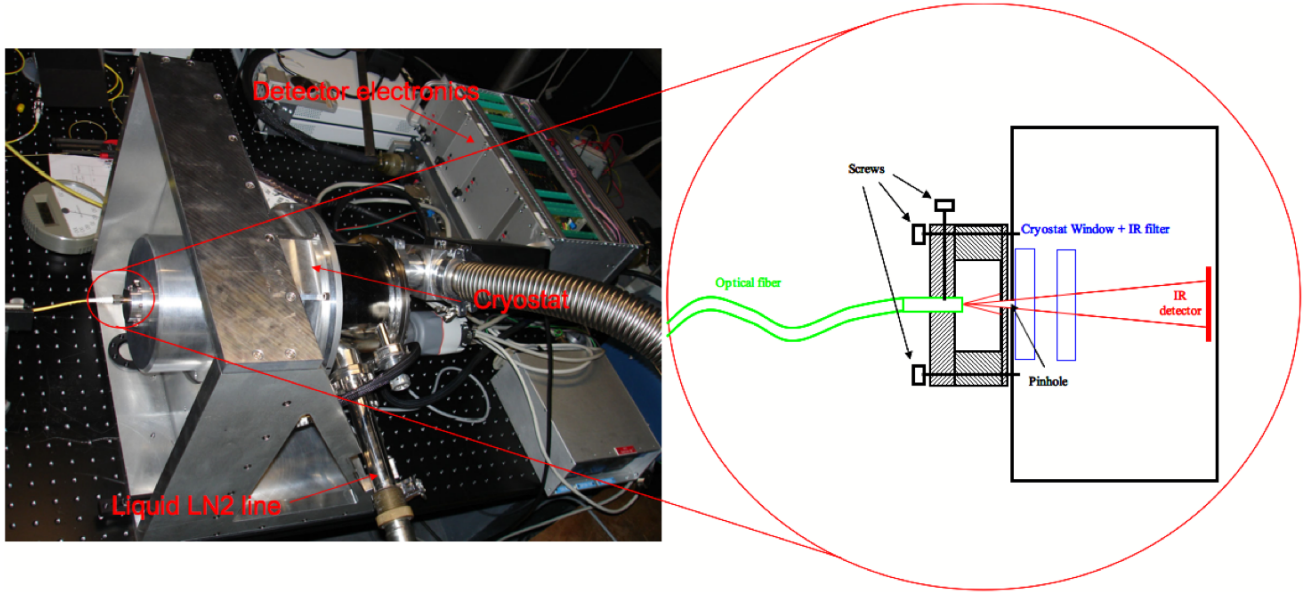 Detector electronics
Cryostat
Liquid LN2 line
Screws
Cryostat Window + IR filter
Optical fiber
IR
detector
Pinhole